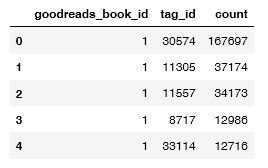 goodreads_book_id tag_id count
0 1 30574 167697
1 1 11305 37174
2 1 11557 34173
3 1 8717 12986
4 1 33114 12716